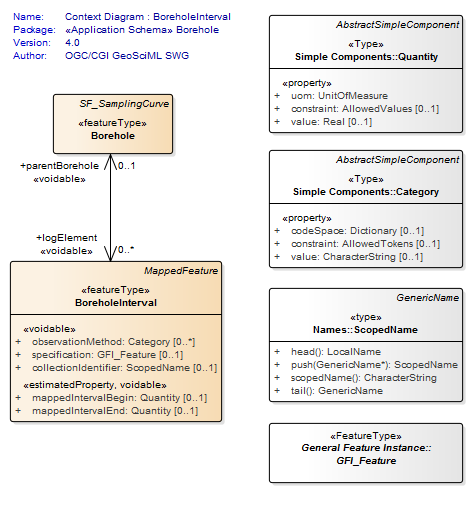 Name: Context Diagram : BoreholeInterval
Package: «Application Schema» Borehole
Version: 4.0
Author: OGC/CGI GeoSciML SWG
SF_SamplingCurve
«featureType»
Borehole
+parentBorehole 0..1
«voidable»
+logElement
«voidable» 0..*
MappedFeature
«featureType»
BoreholeInterval
«voidable»
+ observationMethod: Category [0..*]
+ specification: GFI_Feature [0..1]
+ collectionIdentifier: ScopedName [0..1]
«estimatedProperty, voidable»
+ mappedIntervalBegin: Quantity [0..1]
+ mappedIntervalEnd: Quantity [0..1]
AbstractSimpleComponent
«Type»
Simple Components::Quantity
«property»
+ uom: UnitOfMeasure
+ constraint: AllowedValues [0..1]
+ value: Real [0..1]
AbstractSimpleComponent
«Type»
Simple Components::Category
«property»
+ codeSpace: Dictionary [0..1]
+ constraint: AllowedTokens [0..1]
+ value: CharacterString [0..1]
GenericName
«type»
Names::ScopedName
+ head(): LocalName
+ push(GenericName*): ScopedName
+ scopedName(): CharacterString
+ tail(): GenericName
«FeatureType»
General Feature Instance::
GFI_Feature